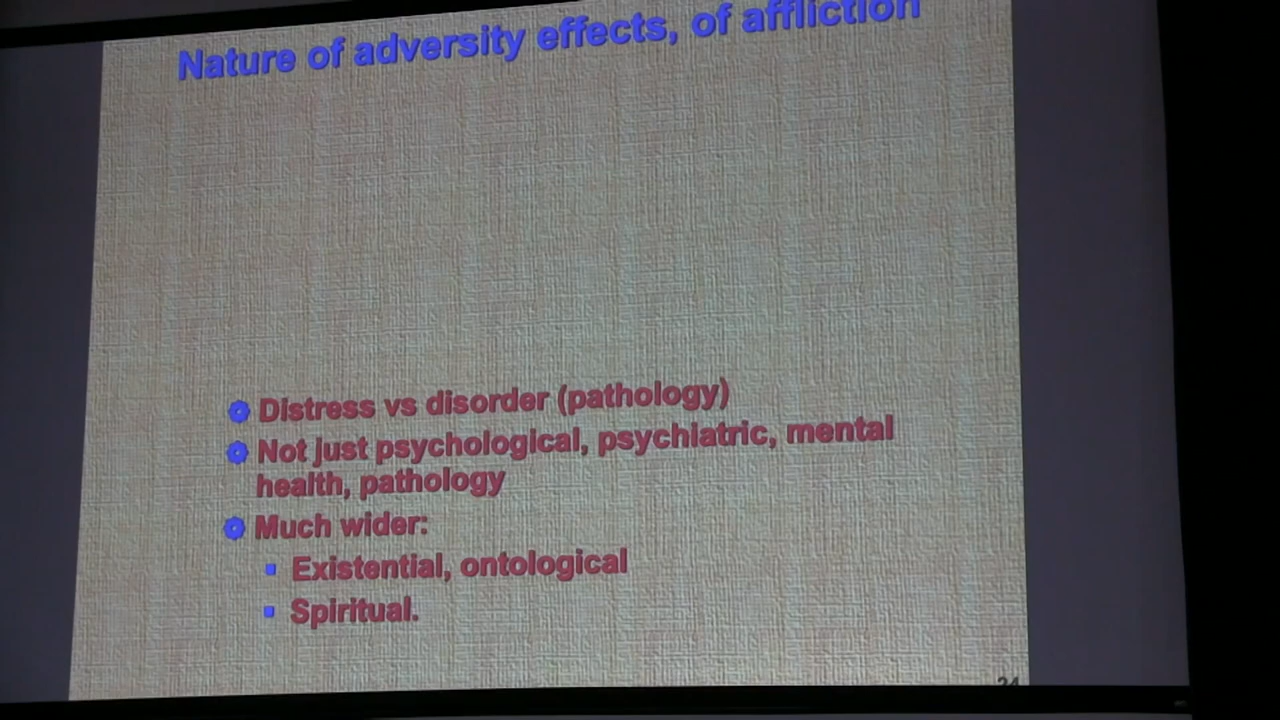 Nature of adversity effects, of affliction
Distress vs disorder (pathology)
Not just psychological, psychiatric, mental
health, pathology
Much wider:
Existential, ontological
Spiritual.
24